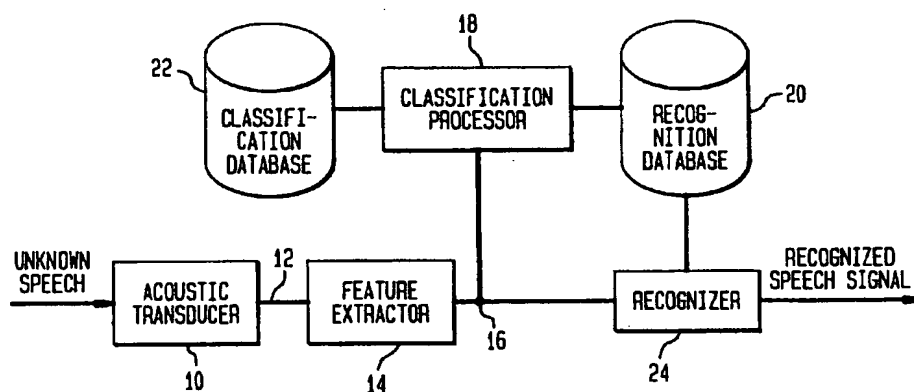 18
22
20
CLASSIFI-
CATION
DATABASE
CLASSIFICATION
PROCESSOR
RECOG-
NITION
DATABASE
UNKNOWN
SPEECH
12
RECOGNIZED
SPEECH SIGNAL
ACOUSTIC
TRANSDUCER
FEATURE
EXTRACTOR
RECOGNIZER
16
10
14
24